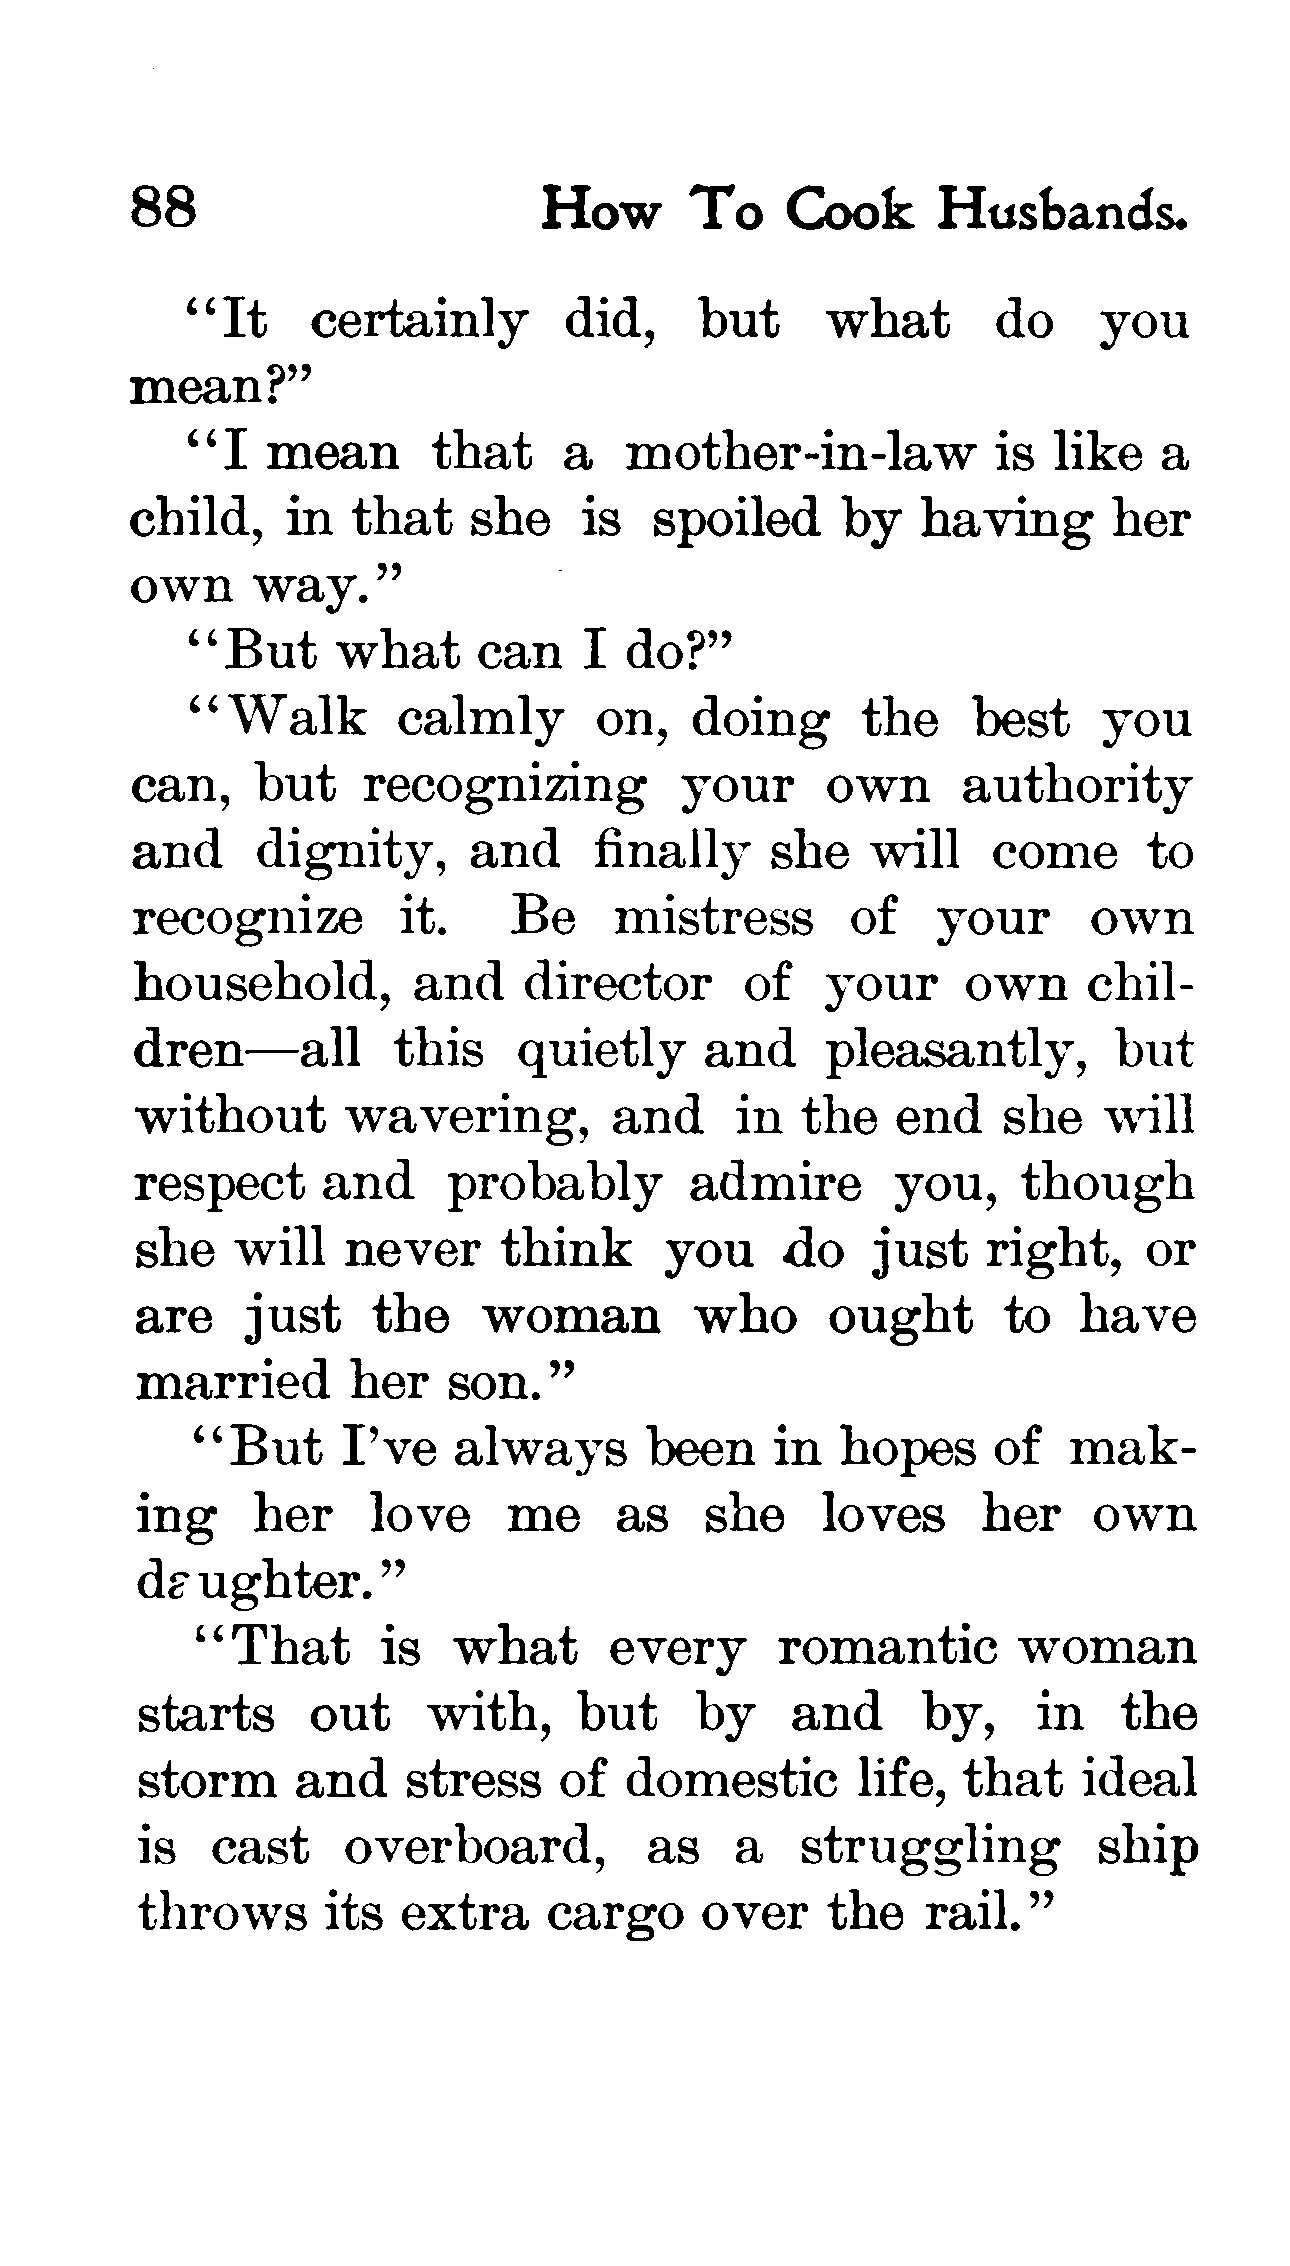 88 How To Cook Husbands.
"It certainly did, but what do you
mean?"
"I mean that a mother-in-law is like a
child, in that she is spoiled by having her
own way."
"But what can I do?"
"Walk calmly on, doing the best you
can, but recognizing your own authority
and dignity, and finally she will come to
recognize it. Be mistress of your own
household, and director of your own chil-
dren—all this quietly and pleasantly, but
without wavering, and in the end she will
respect and probably admire you, though
she will never think you do just right, or
are just the woman who ought to have
married her son."
"But I've always been in hopes of mak-
ing her love me as she loves her own
daughter."
"That is what every romantic woman
starts out with, but by and by, in the
storm and stress of domestic life, that ideal
is cast overboard, as a struggling ship
throws its extra cargo over the rail."